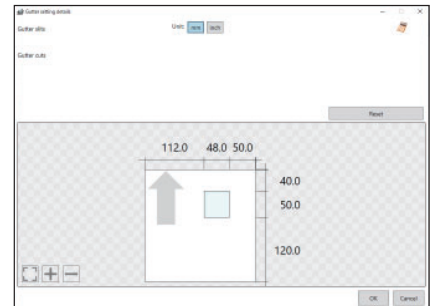 Gutter setting details
Gutter slits
Unit: mm inch
Gutter cuts
Reset
112.0 48.0 50.0
40.0
50.0
120.0
OK Cancel